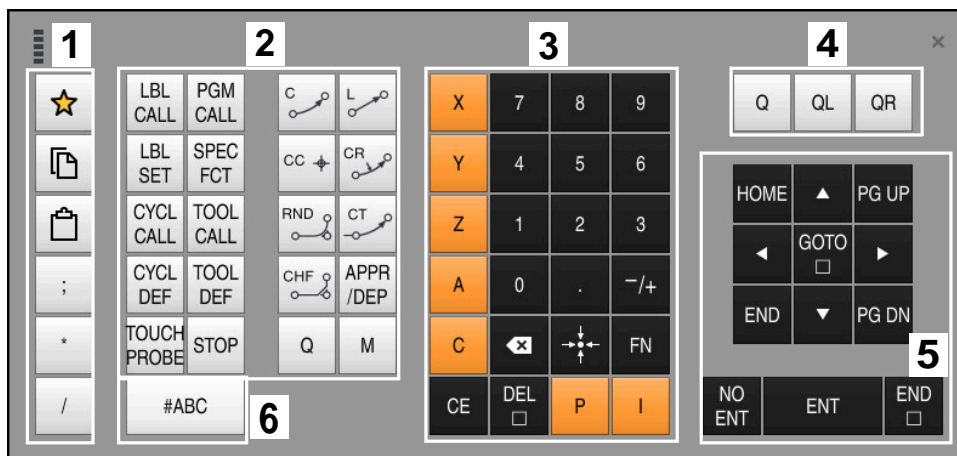 1
2
3
4
×
;
*
/
LBL
CALL
PGM
CALL
C
L
LBL
SET
SPEC
FCT
CC
CR
CYCL
CALL
TOOL
CALL
RND
CT
CYCL
DEF
TOOL
DEF
CHF
APPR
/DEP
TOUCH
PROBE
STOP
Q
M
#ABC
6
X
7
8
9
Y
4
5
6
Z
1
2
3
A
0
.
-/+
C
FN
CE
DEL
P
I
Q
QL
QR
HOME
PG UP
GOTO
END
PG DN
5
NO
ENT
ENT
END